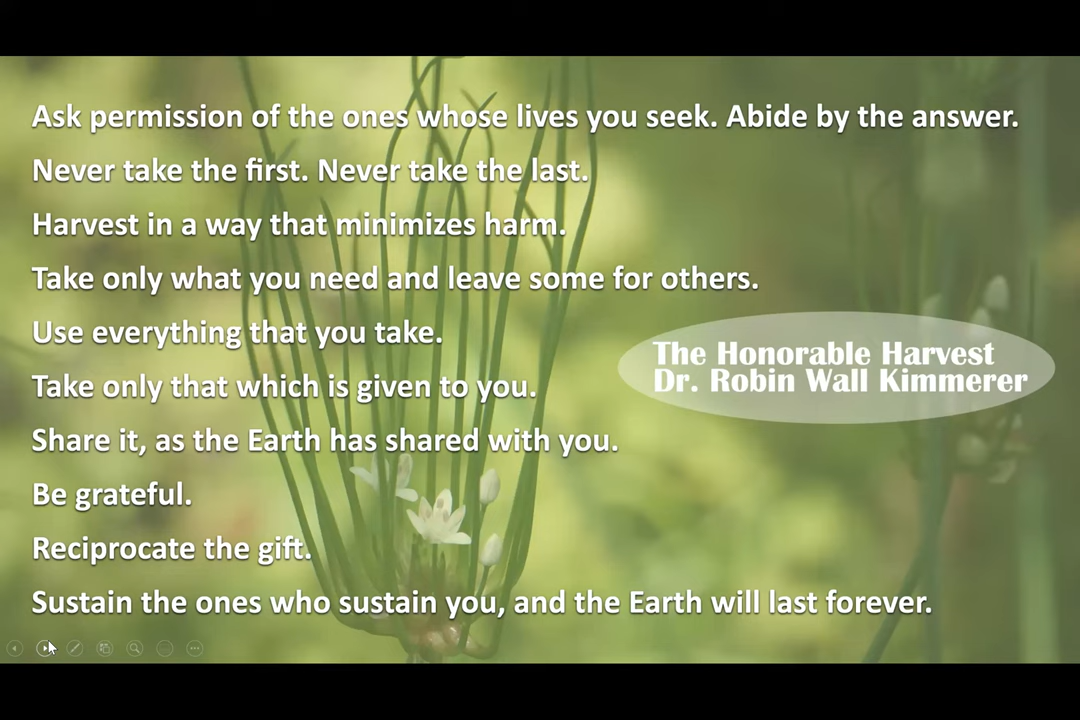 Ask permission of the ones whose lives you seek. Abide by the answer.
Never take the first. Never take the last.
Harvest in a way that minimizes harm.
Take only what you need and leave some for others.
Use everything that you take.
Take only that which is given to you.
Share it, as the Earth has shared with you.
Be grateful.
Reciprocate the gift.
Sustain the ones who sustain you, and the Earth will last forever.
The Honorable Harvest
Dr. Robin Wall Kimmerer